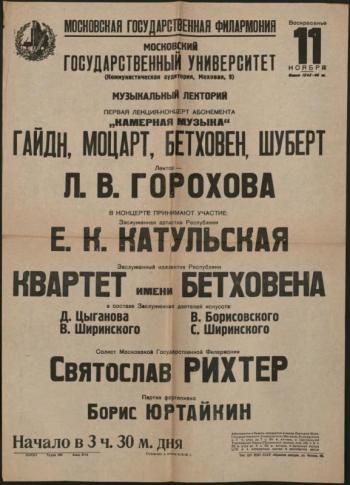 МОСКОВСКАЯ ГОСУДАРСТВЕННАЯ ФИЛАРМОНИЯ
Воскресенье
11
НОЯБРЯ
МОСКОВСКИЙ
ГОСУДАРСТВЕННЫЙ УНИВЕРСИТЕТ
(Коммунистическая аудитория, Моховая, 9)
МУЗЫКАЛЬНЫЙ ЛЕКТОРИЙ
ПЕРВАЯ ЛЕКЦИЯ-КОНЦЕРТ АБОНЕМЕНТА
„КАМЕРНАЯ МУЗЫКА"
ГАЙДН, МОЦАРТ, БЕТХОВЕН, ШУБЕРТ
Лектор—
Л. В. ГОРОХОВА
В КОНЦЕРТЕ ПРИНИМАЮТ УЧАСТИЕ:
Заслуженная артистка Республики
Е. К. КАТУЛЬСКАЯ
Заслуженный коллектив Республики
КВАРТЕТ ИМЕНИ БЕТХОВЕНА
в составе Заслуженных деятелей искусств:
Д. Цыганова В. Борисовского
В. Ширинского С. Ширинского
Солист Московской Государственной Филармонии
Святослав РИХТЕР
Партия фортепиано
Борис ЮРТАЙКИН
Начало в 3 ч. 30 м. дня